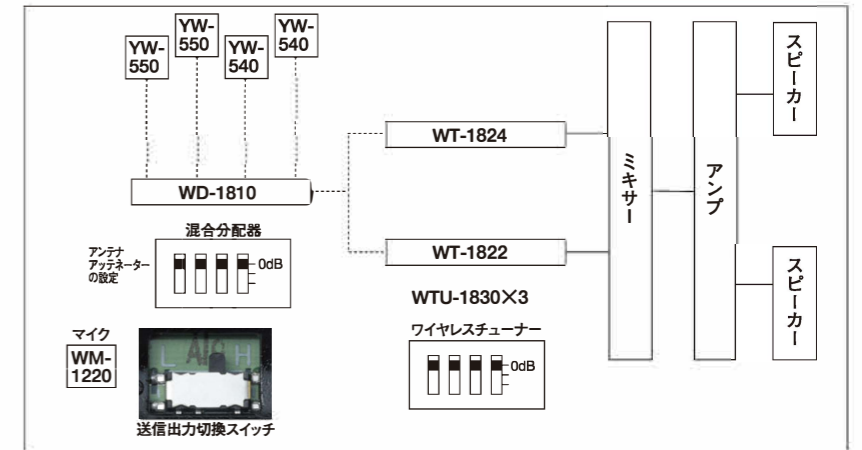 YW-
550
YW-
550
YW-
540
YW-
540
WD-1810
混合分配器
アンテナ
アッテネーター
の設定
0dB
マイク
WM-
1220
L
H
送信出力切換スイッチ
WT-1824
WT-1822
WTU-1830×3
ワイヤレスチューナー
0dB
ミキサー
アンプ
スピーカー
スピーカー